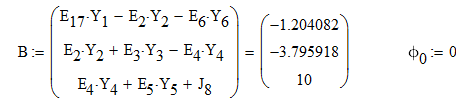 B := ( E₁₇·Y₁ − E₂·Y₂ − E₆·Y₆
E₂·Y₂ + E₃·Y₃ − E₄·Y₄
E₄·Y₄ + E₅·Y₅ + J₈ ) = ( −1.204082
−3.795918
10 )
ϕ₀ := 0